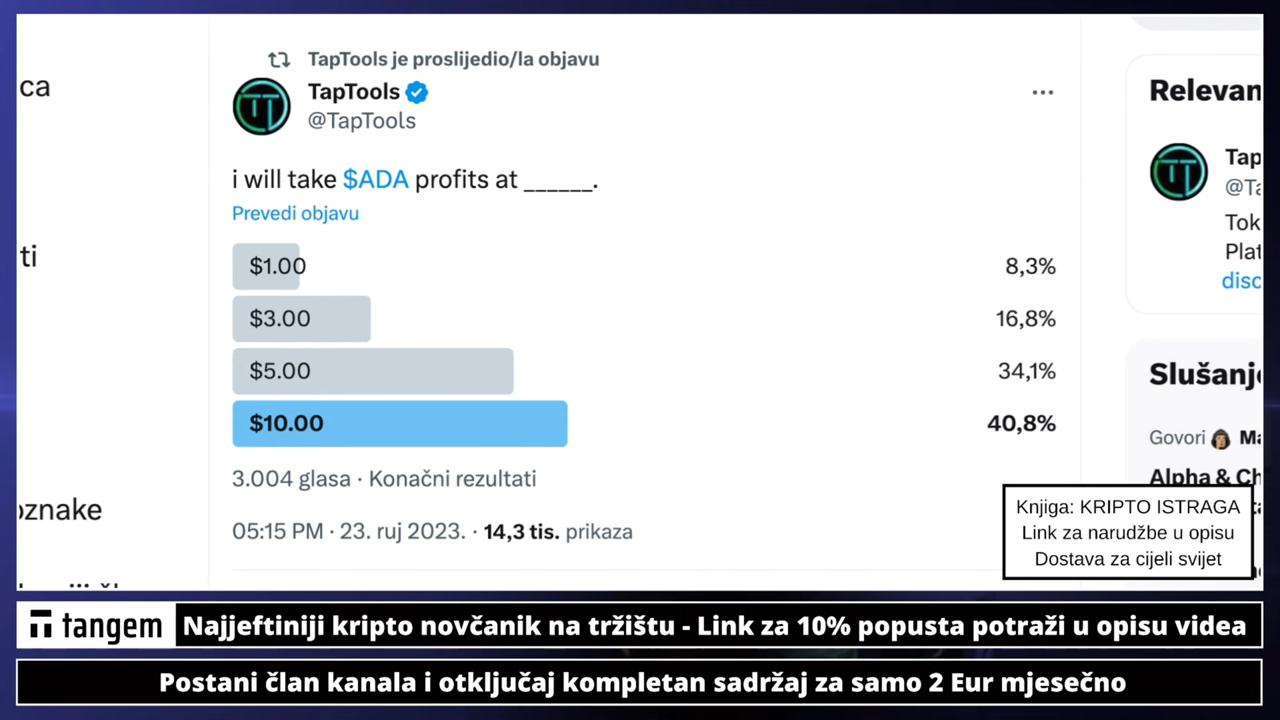 ca
ti
oznake
TapTools je proslijedio/la objavu
TapTools
@TapTools
i will take $ADA profits at ______.
Prevedi objavu
$1.00 8,3%
$3.00 16,8%
$5.00 34,1%
$10.00 40,8%
3.004 glasa · Konačni rezultati
05:15 PM · 23. ruj 2023. · 14,3 tis. prikaza
Relevan
Tap
@Ta
Tok
Plat
disc
Slušanj
Govori Ma
Alpha & Ch
Knjiga: KRIPTO ISTRAGA
Link za narudžbe u opisu
Dostava za cijeli svijet
tangem Najjeftiniji kripto novčanik na tržištu - Link za 10% popusta potraži u opisu videa
Postani član kanala i otključaj kompletan sadržaj za samo 2 Eur mjesečno